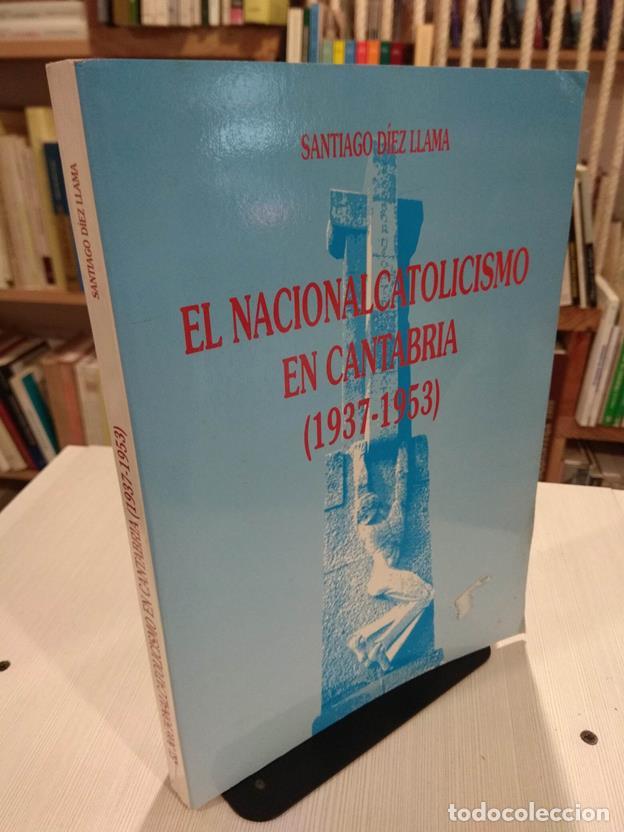 SANTIAGO DÍEZ LLAMA
EL NACIONALCATOLICISMO
EN CANTABRIA
(1937-1953)
SANTIAGO DÍEZ LLAMA
EL NACIONALCATOLICISMO EN CANTABRIA (1937-1953)
todocoleccion.net